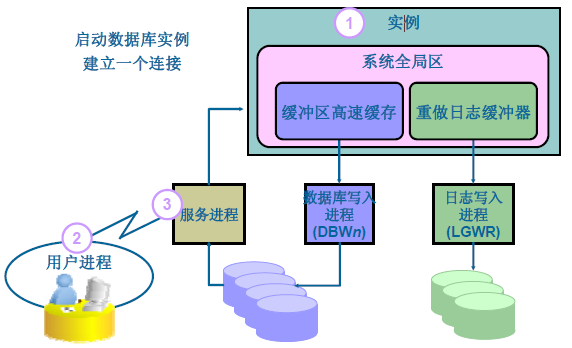 启动数据库实例
建立一个连接
1
实例
系统全局区
缓冲区高速缓存
重做日志缓冲器
3
服务进程
数据库写入
进程
(DBWn)
日志写入
进程
(LGWR)
2
用户进程